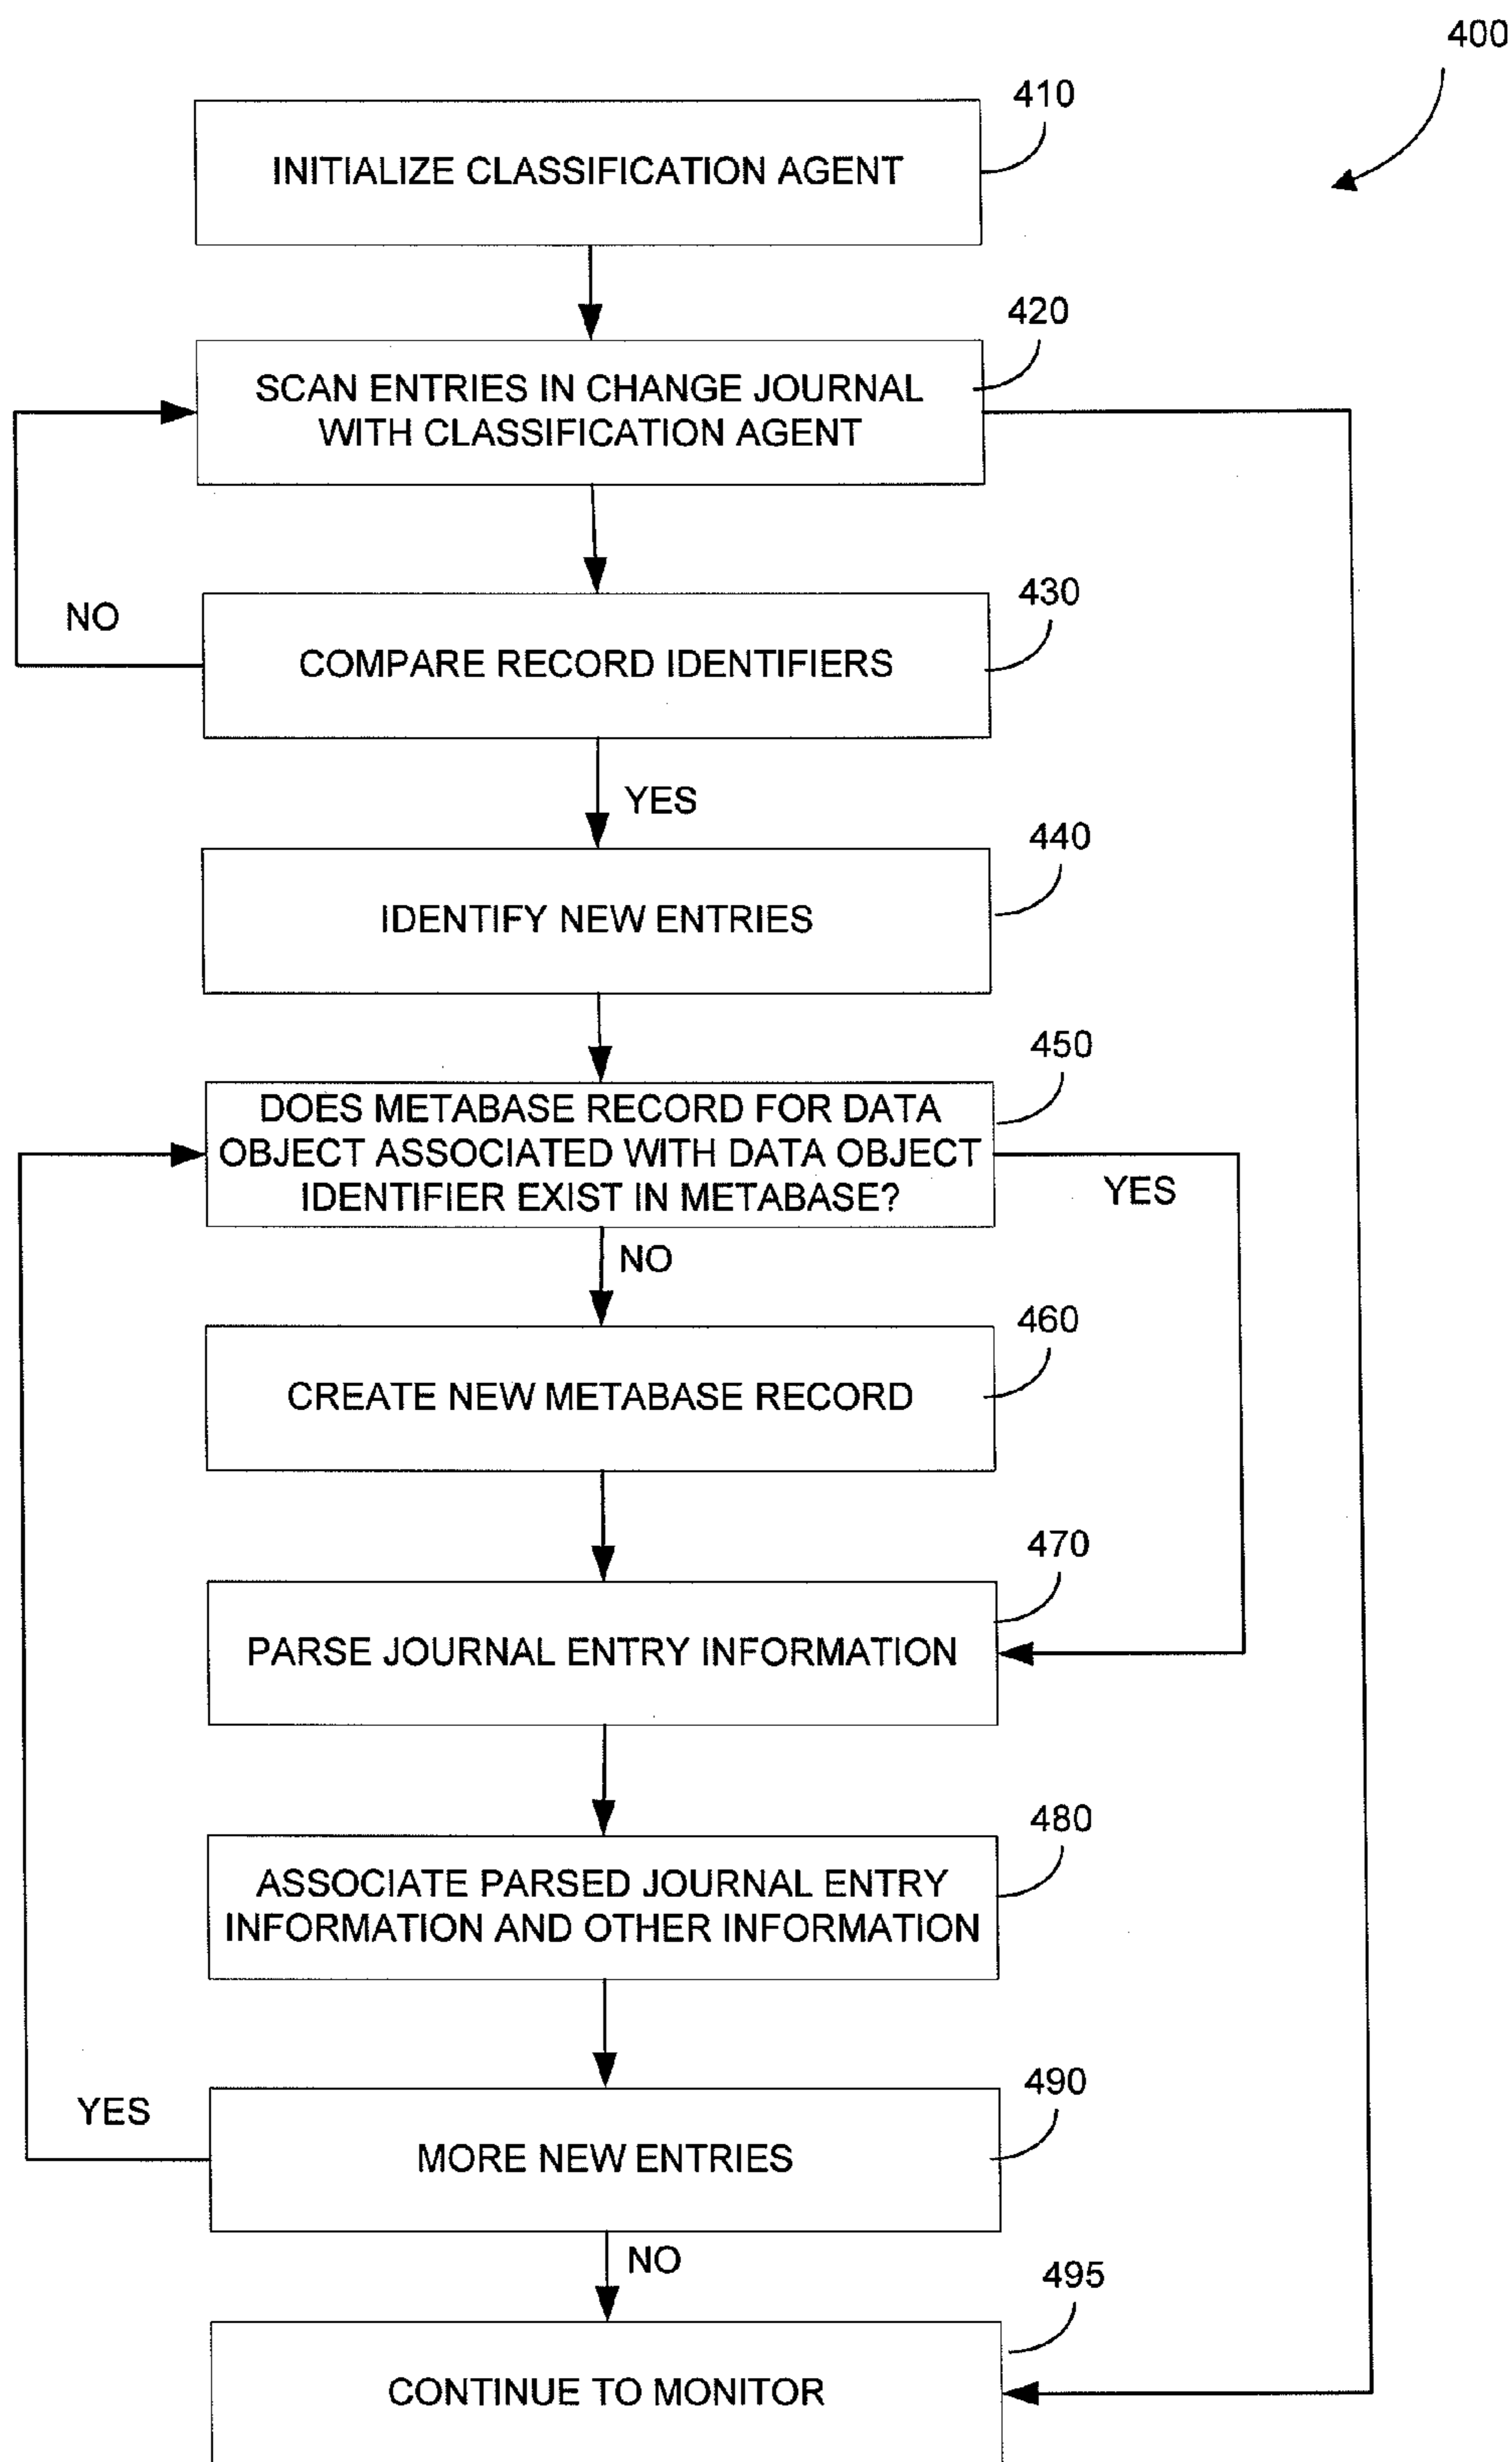 400
410
INITIALIZE CLASSIFICATION AGENT
420
SCAN ENTRIES IN CHANGE JOURNAL
WITH CLASSIFICATION AGENT
430
NO
COMPARE RECORD IDENTIFIERS
YES
440
IDENTIFY NEW ENTRIES
450
DOES METABASE RECORD FOR DATA
OBJECT ASSOCIATED WITH DATA OBJECT
IDENTIFIER EXIST IN METABASE?
YES
NO
460
CREATE NEW METABASE RECORD
470
PARSE JOURNAL ENTRY INFORMATION
480
ASSOCIATE PARSED JOURNAL ENTRY
INFORMATION AND OTHER INFORMATION
490
YES
MORE NEW ENTRIES
NO
495
CONTINUE TO MONITOR